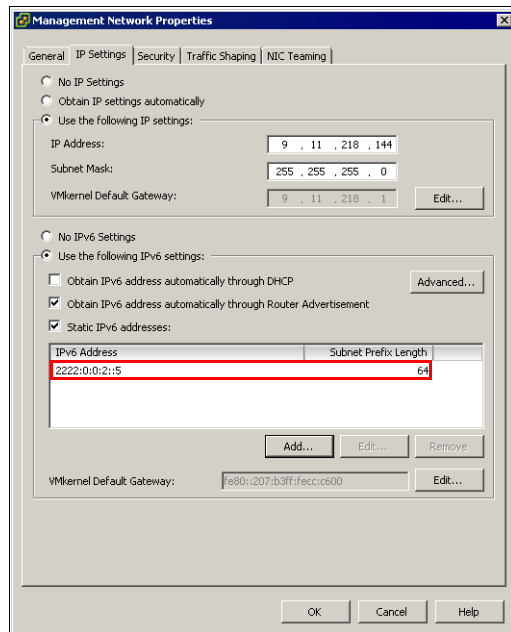 Management Network Properties
General IP Settings Security Traffic Shaping NIC Teaming
No IP Settings
Obtain IP settings automatically
Use the following IP settings:
IP Address: 9 . 11 . 218 . 144
Subnet Mask: 255 . 255 . 255 . 0
VMkernel Default Gateway: 9 . 11 . 218 . 1 Edit...
No IPv6 Settings
Use the following IPv6 settings:
Obtain IPv6 address automatically through DHCP Advanced...
Obtain IPv6 address automatically through Router Advertisement
Static IPv6 addresses:
IPv6 Address Subnet Prefix Length
2222:0:0:2::5 64
Add... Edit... Remove
VMkernel Default Gateway: fe80::207:b3ff:fecc:c600 Edit...
OK Cancel Help